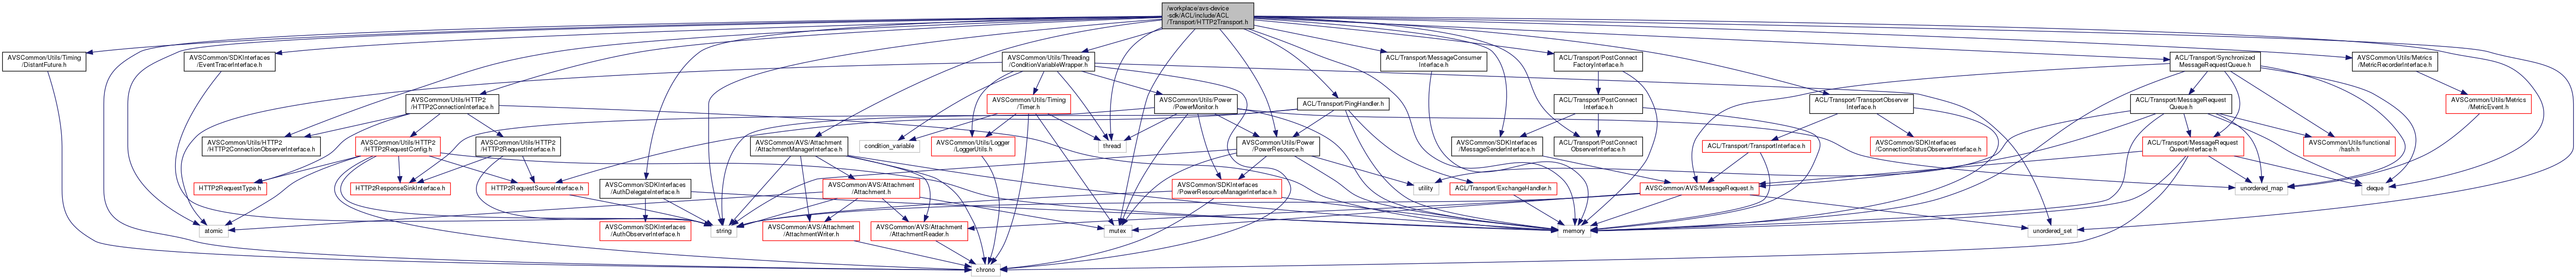 /workplace/avs-device
-sdk/ACL/include/ACL
/Transport/HTTP2Transport.h
AVSCommon/Utils/Timing
/DistantFuture.h
AVSCommon/SDKInterfaces
/EventTracerInterface.h
AVSCommon/Utils/Threading
/ConditionVariableWrapper.h
ACL/Transport/MessageConsumer
Interface.h
ACL/Transport/PostConnect
FactoryInterface.h
ACL/Transport/Synchronized
MessageRequestQueue.h
AVSCommon/Utils/Metrics
/MetricRecorderInterface.h
AVSCommon/Utils/HTTP2
/HTTP2ConnectionInterface.h
AVSCommon/Utils/Timing
/Timer.h
AVSCommon/Utils/Power
/PowerMonitor.h
ACL/Transport/PingHandler.h
ACL/Transport/PostConnect
Interface.h
ACL/Transport/TransportObserver
Interface.h
ACL/Transport/MessageRequest
Queue.h
AVSCommon/Utils/Metrics
/MetricEvent.h
AVSCommon/Utils/HTTP2
/HTTP2ConnectionObserverInterface.h
AVSCommon/Utils/HTTP2
/HTTP2RequestConfig.h
AVSCommon/Utils/HTTP2
/HTTP2RequestInterface.h
AVSCommon/AVS/Attachment
/AttachmentManagerInterface.h
condition_variable
AVSCommon/Utils/Logger
/LoggerUtils.h
thread
AVSCommon/Utils/Power
/PowerResource.h
AVSCommon/SDKInterfaces
/MessageSenderInterface.h
ACL/Transport/PostConnect
ObserverInterface.h
ACL/Transport/TransportInterface.h
AVSCommon/SDKInterfaces
/ConnectionStatusObserverInterface.h
ACL/Transport/MessageRequest
QueueInterface.h
AVSCommon/Utils/functional
/hash.h
HTTP2RequestType.h
HTTP2ResponseSinkInterface.h
HTTP2RequestSourceInterface.h
AVSCommon/SDKInterfaces
/AuthDelegateInterface.h
AVSCommon/AVS/Attachment
/Attachment.h
AVSCommon/SDKInterfaces
/PowerResourceManagerInterface.h
utility
ACL/Transport/ExchangeHandler.h
AVSCommon/AVS/MessageRequest.h
unordered_map
deque
atomic
AVSCommon/SDKInterfaces
/AuthObserverInterface.h
string
AVSCommon/AVS/Attachment
/AttachmentWriter.h
AVSCommon/AVS/Attachment
/AttachmentReader.h
mutex
memory
unordered_set
chrono